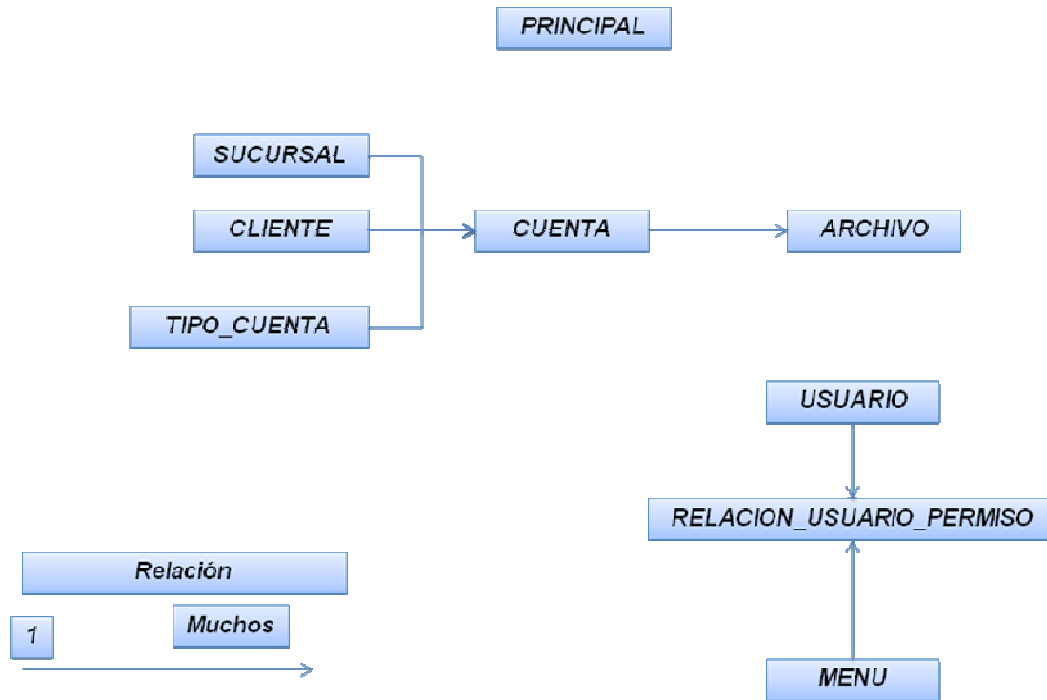 PRINCIPAL
SUCURSAL
CLIENTE
CUENTA
ARCHIVO
TIPO_CUENTA
USUARIO
RELACION_USUARIO_PERMISO
Relación
1
Muchos
MENU